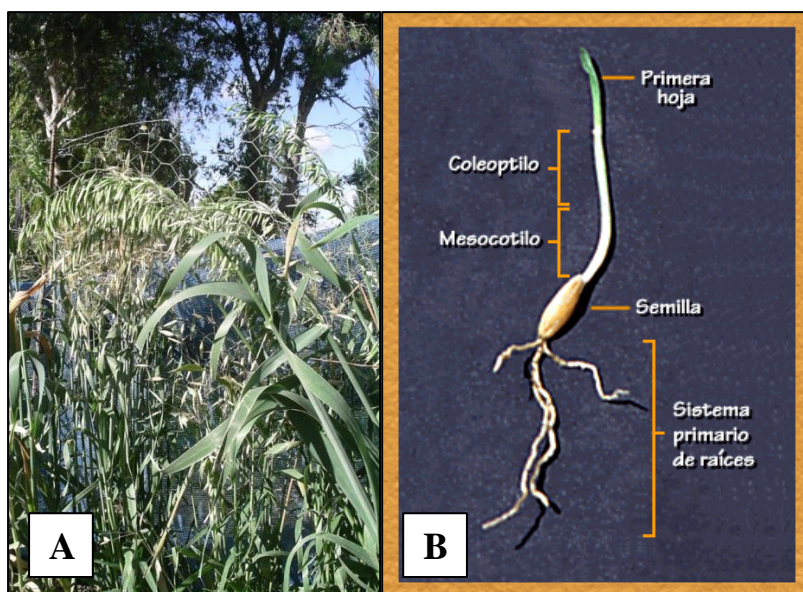 Primera
hoja
Coleoptilo
Mesocotilo
Semilla
Sistema
primario
de raíces
A
B